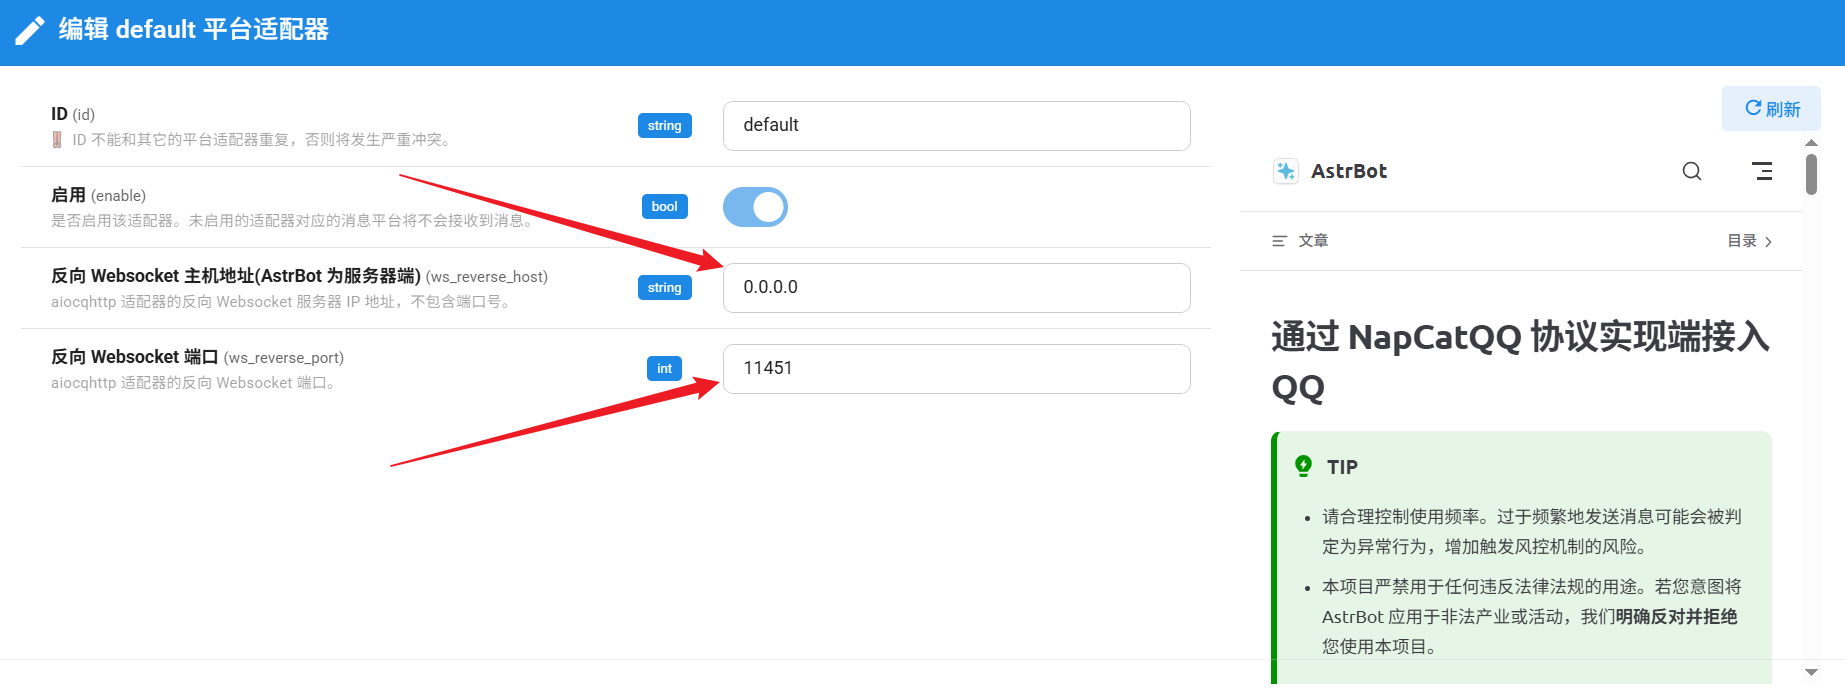 编辑 default 平台适配器
ID (id)
ID 不能和其它的平台适配器重复，否则将发生严重冲突。
string
default
启用 (enable)
是否启用该适配器。未启用的适配器对应的消息平台将不会接收到消息。
bool
反向 Websocket 主机地址(AstrBot 为服务器端) (ws_reverse_host)
aiocqhttp 适配器的反向 Websocket 服务器 IP 地址，不包含端口号。
string
0.0.0.0
反向 Websocket 端口 (ws_reverse_port)
aiocqhttp 适配器的反向 Websocket 端口。
int
11451
刷新
AstrBot
文章
目录
通过 NapCatQQ 协议实现端接入
QQ
TIP
• 请合理控制使用频率。过于频繁地发送消息可能会被判
定为异常行为，增加触发风控机制的风险。
• 本项目严禁用于任何违反法律法规的用途。若您意图将
AstrBot 应用于非法产业或活动，我们明确反对并拒绝
您使用本项目。